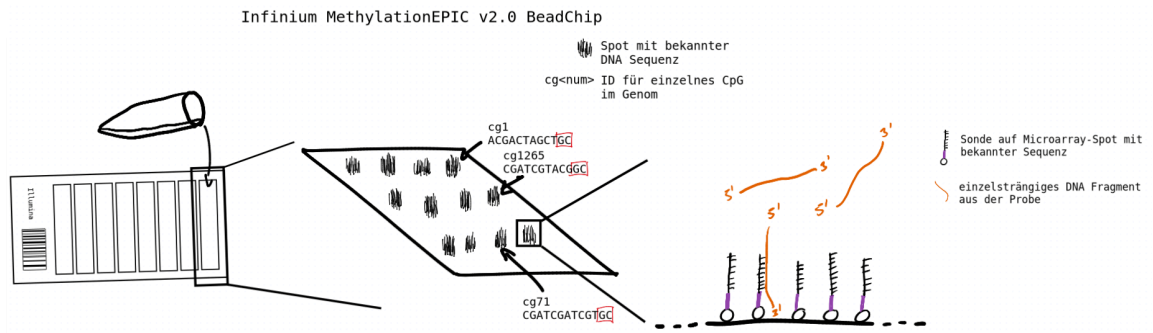 Infinium MethylationEPIC v2.0 BeadChip
Spot mit bekannter
DNA Sequenz
cg<num> ID für einzelnes CpG
im Genom
cg1
ACGACTAGCTGC
cg1265
CGATCGTACGGC
cg71
CGATCGATCGTGC
Illumina
3'
3'
5'
5'
5'
3'
Sonde auf Microarray-Spot mit
bekannter Sequenz
einzelsträngiges DNA Fragment
aus der Probe